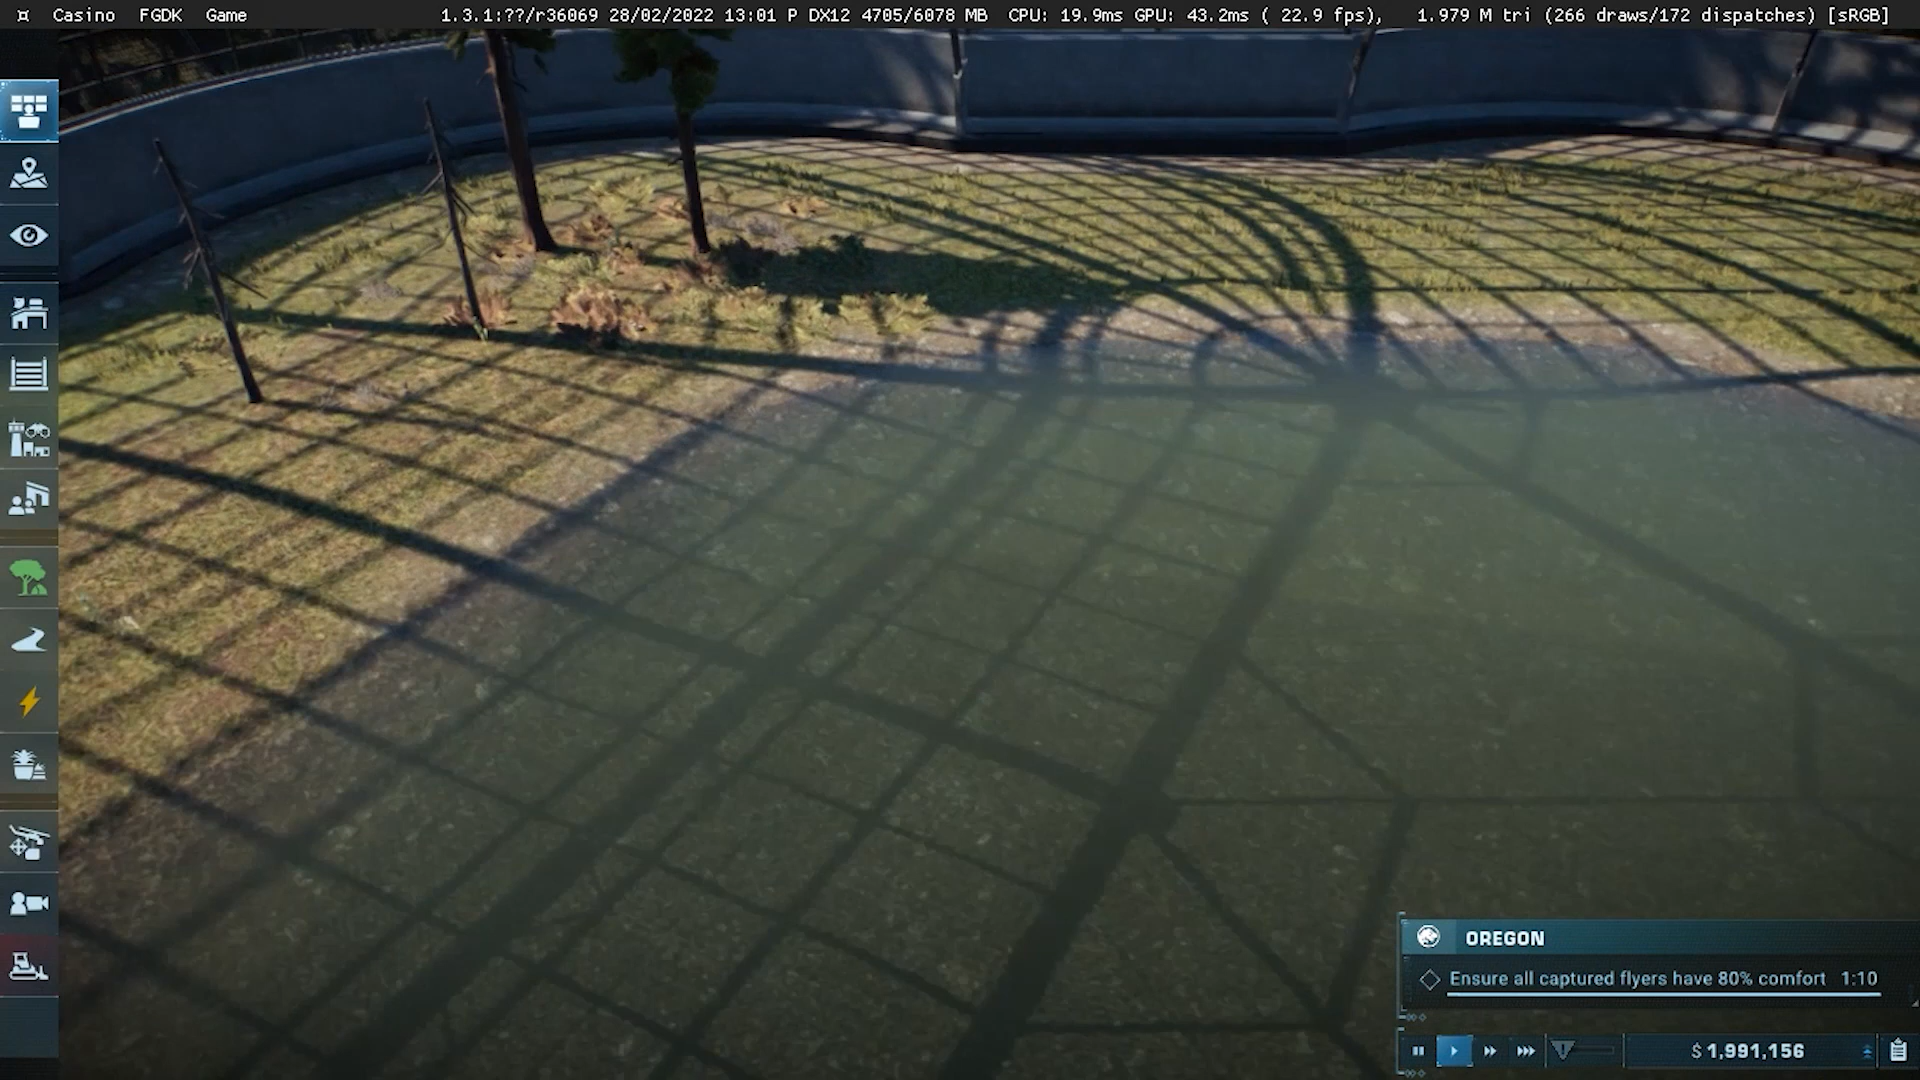 ¤ Casino FGDK Game 1.3.1:??/r36069 28/02/2022 13:01 P DX12 4705/6078 MB CPU: 19.9ms GPU: 43.2ms ( 22.9 fps), 1.979 M tri (266 draws/172 dispatches) [sRGB]
OREGON
Ensure all captured flyers have 80% comfort 1:10
$ 1,991,156